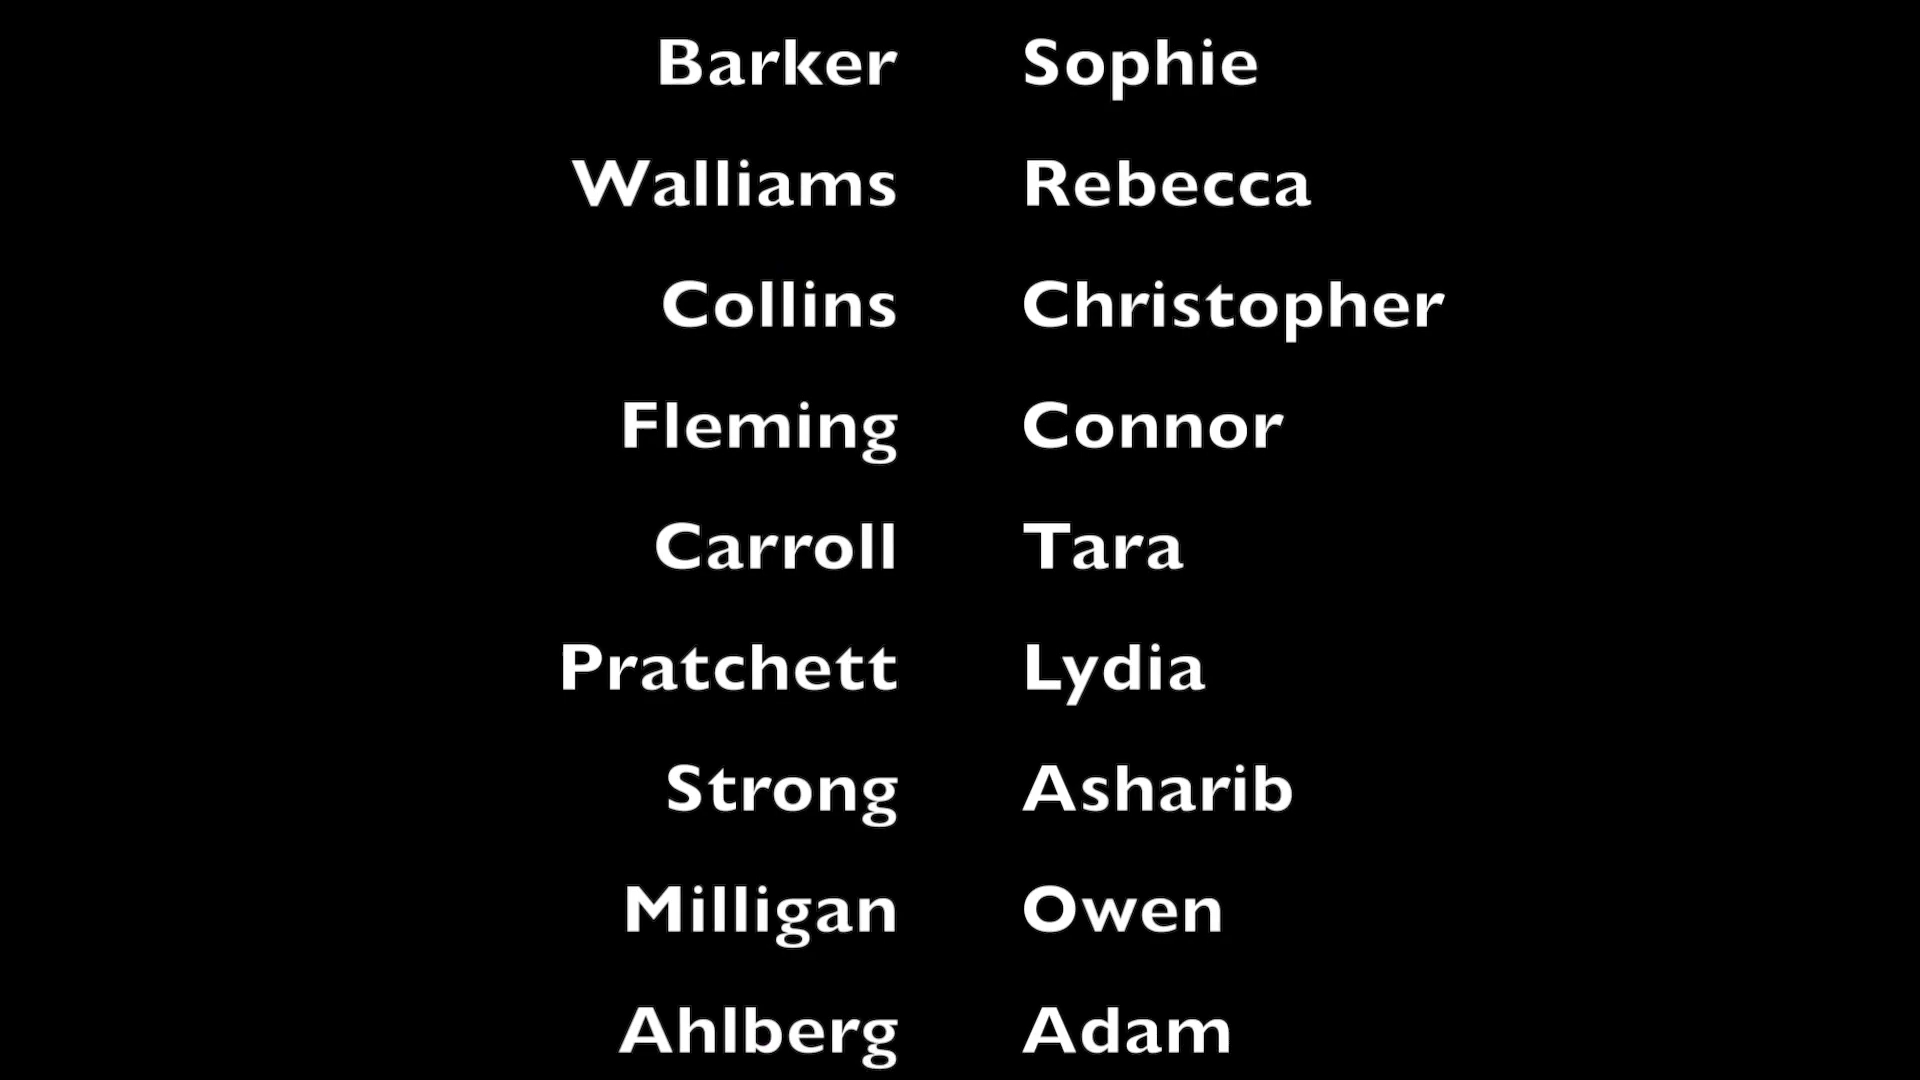 Barker Sophie
Walliams Rebecca
Collins Christopher
Fleming Connor
Carroll Tara
Pratchett Lydia
Strong Asharib
Milligan Owen
Ahlberg Adam